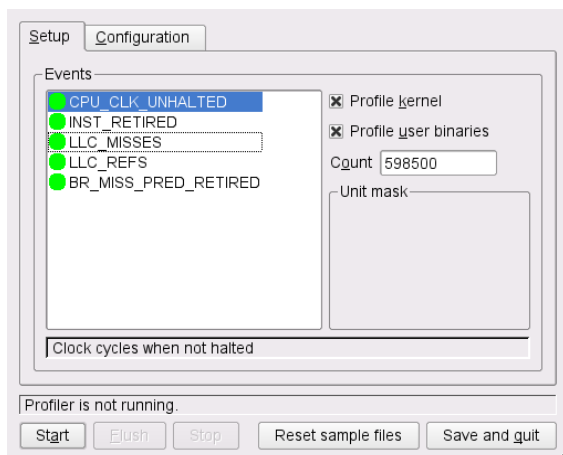 Setup Configuration
Events
CPU_CLK_UNHALTED
INST_RETIRED
LLC_MISSES
LLC_REFS
BR_MISS_PRED_RETIRED
Profile kernel
Profile user binaries
Count 598500
Unit mask
Clock cycles when not halted
Profiler is not running.
Start Flush Stop Reset sample files Save and quit